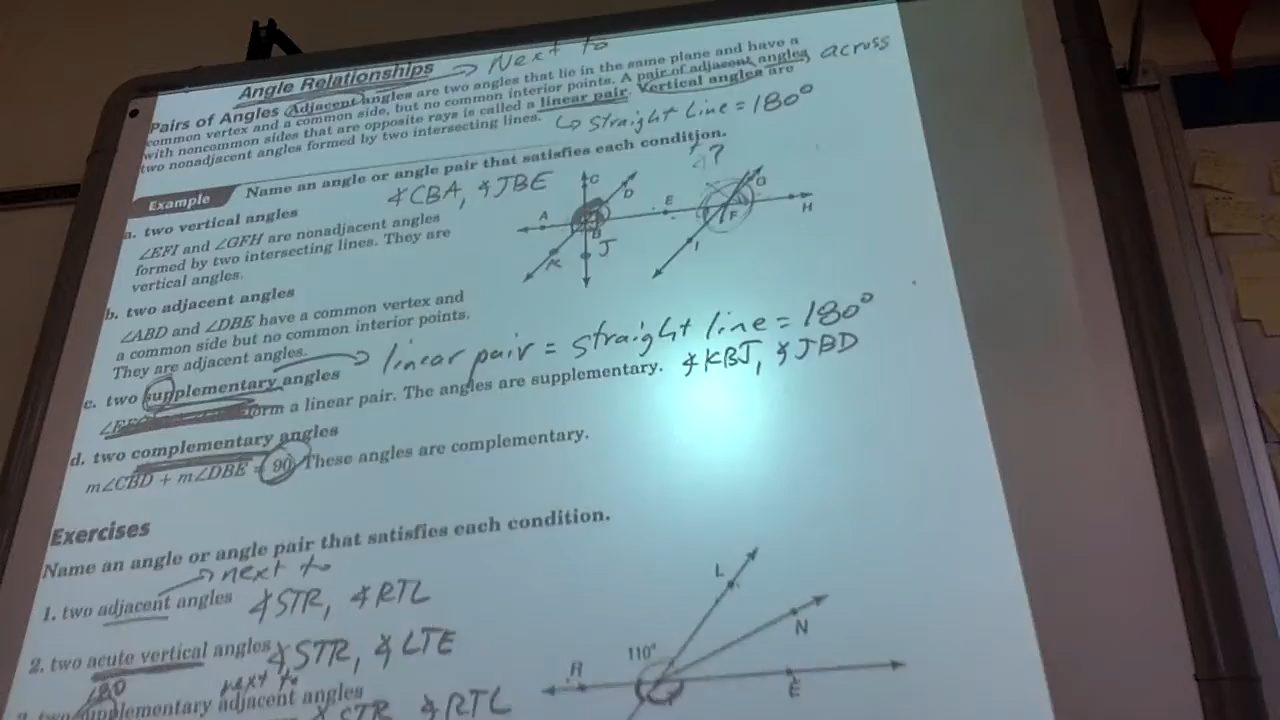 Angle Relationships → Next to
Pairs of Angles Adjacent angles are two angles that lie in the same plane and have a
common vertex and a common side, but no common interior points. A pair of adjacent angles across
with noncommon sides that are opposite rays is called a linear pair. Vertical angles are
two nonadjacent angles formed by two intersecting lines. ↳ straight line = 180°
Example Name an angle or angle pair that satisfies each condition.
∡?
a. two vertical angles ∡CBA, ∡JBE
∠EFI and ∠GFH are nonadjacent angles
formed by two intersecting lines. They are
vertical angles.
C
D
G
A
E
H
B
F
J
K
I
b. two adjacent angles
∠ABD and ∠DBE have a common vertex and
a common side but no common interior points.
They are adjacent angles.
linear pair = straight line = 180°
c. two supplementary angles
form a linear pair. The angles are supplementary. ∡KBJ, ∡JBD
d. two complementary angles
m∠CBD + m∠DBE = 90. These angles are complementary.
Exercises
Name an angle or angle pair that satisfies each condition.
→ next to
1. two adjacent angles ∡STR, ∡RTL
2. two acute vertical angles ∡STR, ∡LTE
180 next to
3. two supplementary adjacent angles ∡STR ∡RTL
L
N
110°
R
E